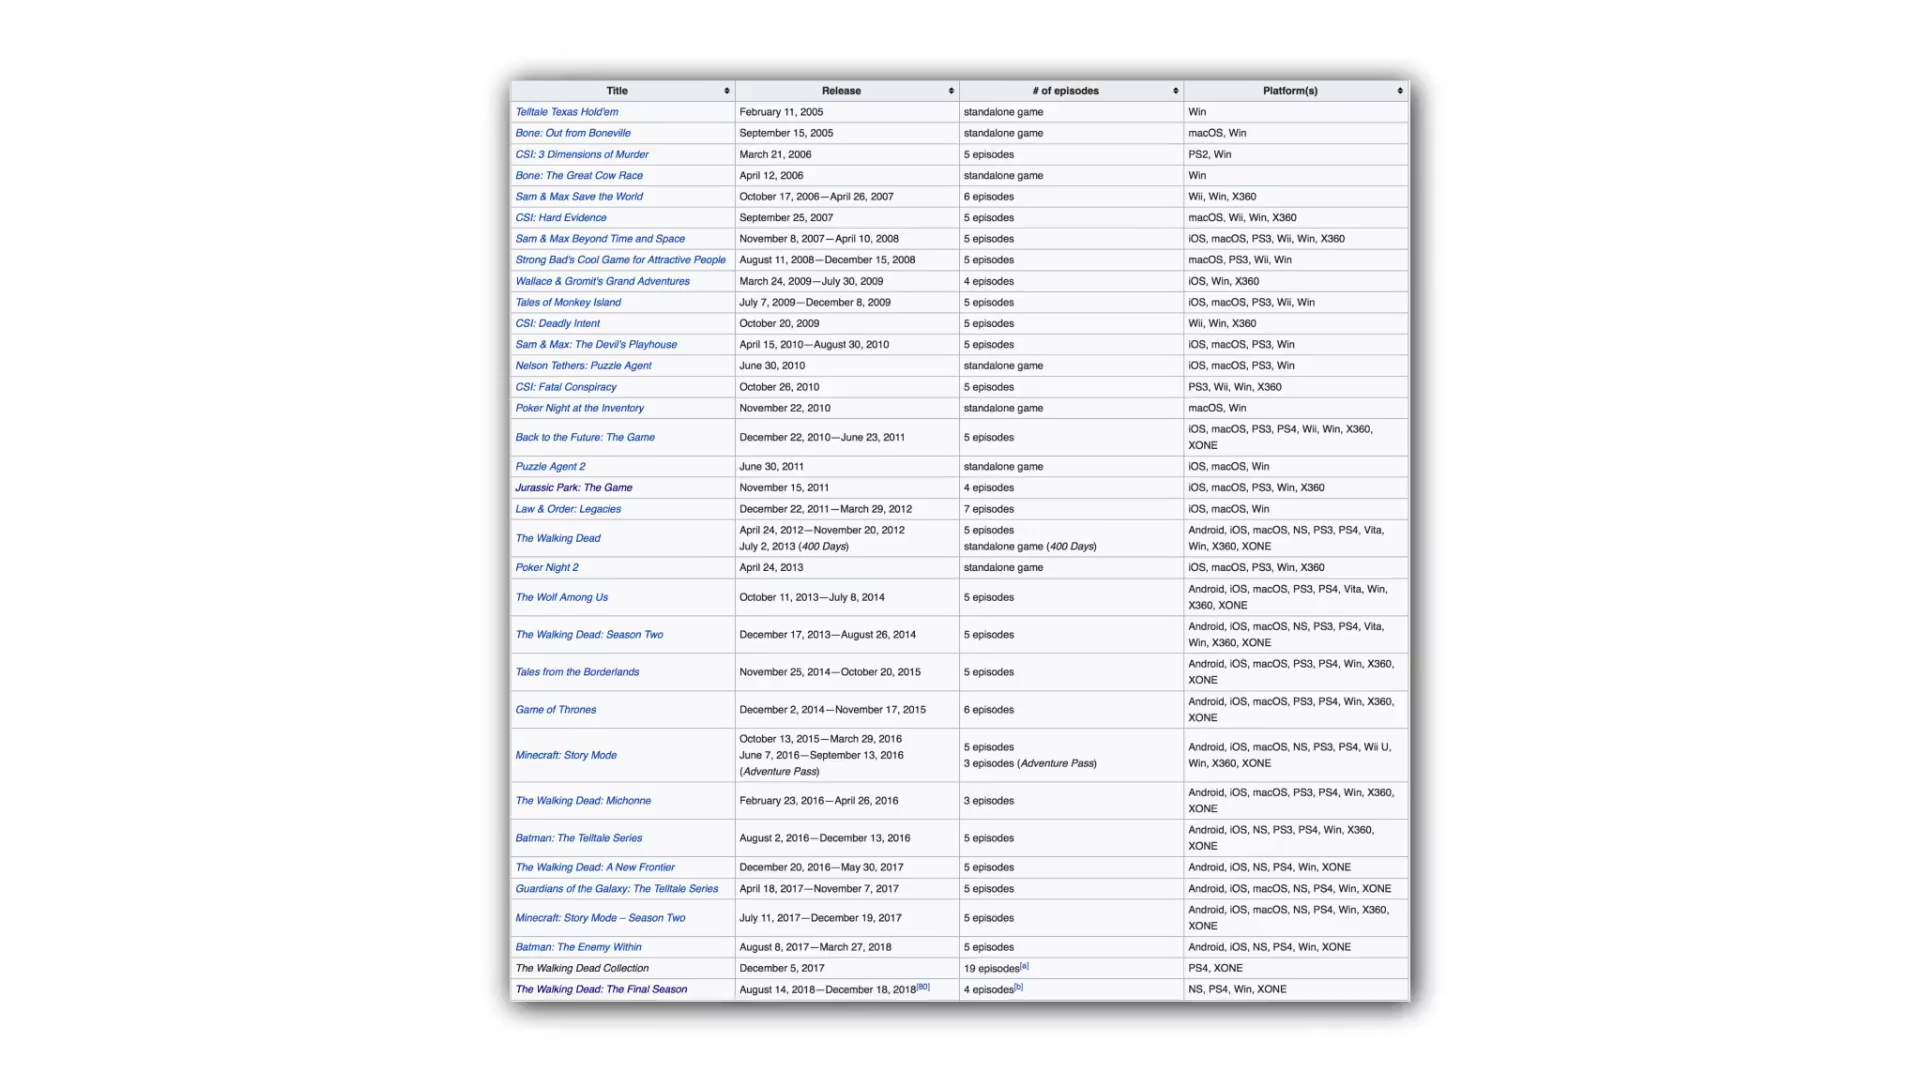 Title Release # of episodes Platform(s)
Telltale Texas Hold'em February 11, 2005 standalone game Win
Bone: Out from Boneville September 15, 2005 standalone game macOS, Win
CSI: 3 Dimensions of Murder March 21, 2006 5 episodes PS2, Win
Bone: The Great Cow Race April 12, 2006 standalone game Win
Sam & Max Save the World October 17, 2006—April 26, 2007 6 episodes Wii, Win, X360
CSI: Hard Evidence September 25, 2007 5 episodes macOS, Wii, Win, X360
Sam & Max Beyond Time and Space November 8, 2007—April 10, 2008 5 episodes iOS, macOS, PS3, Wii, Win, X360
Strong Bad's Cool Game for Attractive People August 11, 2008—December 15, 2008 5 episodes macOS, PS3, Wii, Win
Wallace & Gromit's Grand Adventures March 24, 2009—July 30, 2009 4 episodes iOS, Win, X360
Tales of Monkey Island July 7, 2009—December 8, 2009 5 episodes iOS, macOS, PS3, Wii, Win
CSI: Deadly Intent October 20, 2009 5 episodes Wii, Win, X360
Sam & Max: The Devil's Playhouse April 15, 2010—August 30, 2010 5 episodes iOS, macOS, PS3, Win
Nelson Tethers: Puzzle Agent June 30, 2010 standalone game iOS, macOS, PS3, Win
CSI: Fatal Conspiracy October 26, 2010 5 episodes PS3, Wii, Win, X360
Poker Night at the Inventory November 22, 2010 standalone game macOS, Win
Back to the Future: The Game December 22, 2010—June 23, 2011 5 episodes iOS, macOS, PS3, PS4, Wii, Win, X360,
XONE
Puzzle Agent 2 June 30, 2011 standalone game iOS, macOS, Win
Jurassic Park: The Game November 15, 2011 4 episodes iOS, macOS, PS3, Win, X360
Law & Order: Legacies December 22, 2011—March 29, 2012 7 episodes iOS, macOS, Win
The Walking Dead April 24, 2012—November 20, 2012 5 episodes Android, iOS, macOS, NS, PS3, PS4, Vita,
July 2, 2013 (400 Days) standalone game (400 Days) Win, X360, XONE
Poker Night 2 April 24, 2013 standalone game iOS, macOS, PS3, Win, X360
The Wolf Among Us October 11, 2013—July 8, 2014 5 episodes Android, iOS, macOS, PS3, PS4, Vita, Win,
X360, XONE
The Walking Dead: Season Two December 17, 2013—August 26, 2014 5 episodes Android, iOS, macOS, NS, PS3, PS4, Vita,
Win, X360, XONE
Tales from the Borderlands November 25, 2014—October 20, 2015 5 episodes Android, iOS, macOS, PS3, PS4, Win, X360,
XONE
Game of Thrones December 2, 2014—November 17, 2015 6 episodes Android, iOS, macOS, PS3, PS4, Win, X360,
XONE
Minecraft: Story Mode October 13, 2015—March 29, 2016 5 episodes Android, iOS, macOS, NS, PS3, PS4, Wii U,
June 7, 2016—September 13, 2016 3 episodes (Adventure Pass) Win, X360, XONE
(Adventure Pass)
The Walking Dead: Michonne February 23, 2016—April 26, 2016 3 episodes Android, iOS, macOS, PS3, PS4, Win, X360,
XONE
Batman: The Telltale Series August 2, 2016—December 13, 2016 5 episodes Android, iOS, NS, PS3, PS4, Win, X360,
XONE
The Walking Dead: A New Frontier December 20, 2016—May 30, 2017 5 episodes Android, iOS, NS, PS4, Win, XONE
Guardians of the Galaxy: The Telltale Series April 18, 2017—November 7, 2017 5 episodes Android, iOS, macOS, NS, PS4, Win, XONE
Minecraft: Story Mode – Season Two July 11, 2017—December 19, 2017 5 episodes Android, iOS, macOS, NS, PS4, Win, X360,
XONE
Batman: The Enemy Within August 8, 2017—March 27, 2018 5 episodes Android, iOS, NS, PS4, Win, XONE
The Walking Dead Collection December 5, 2017 19 episodes[a] PS4, XONE
The Walking Dead: The Final Season August 14, 2018—December 18, 2018[80] 4 episodes[b] NS, PS4, Win, XONE